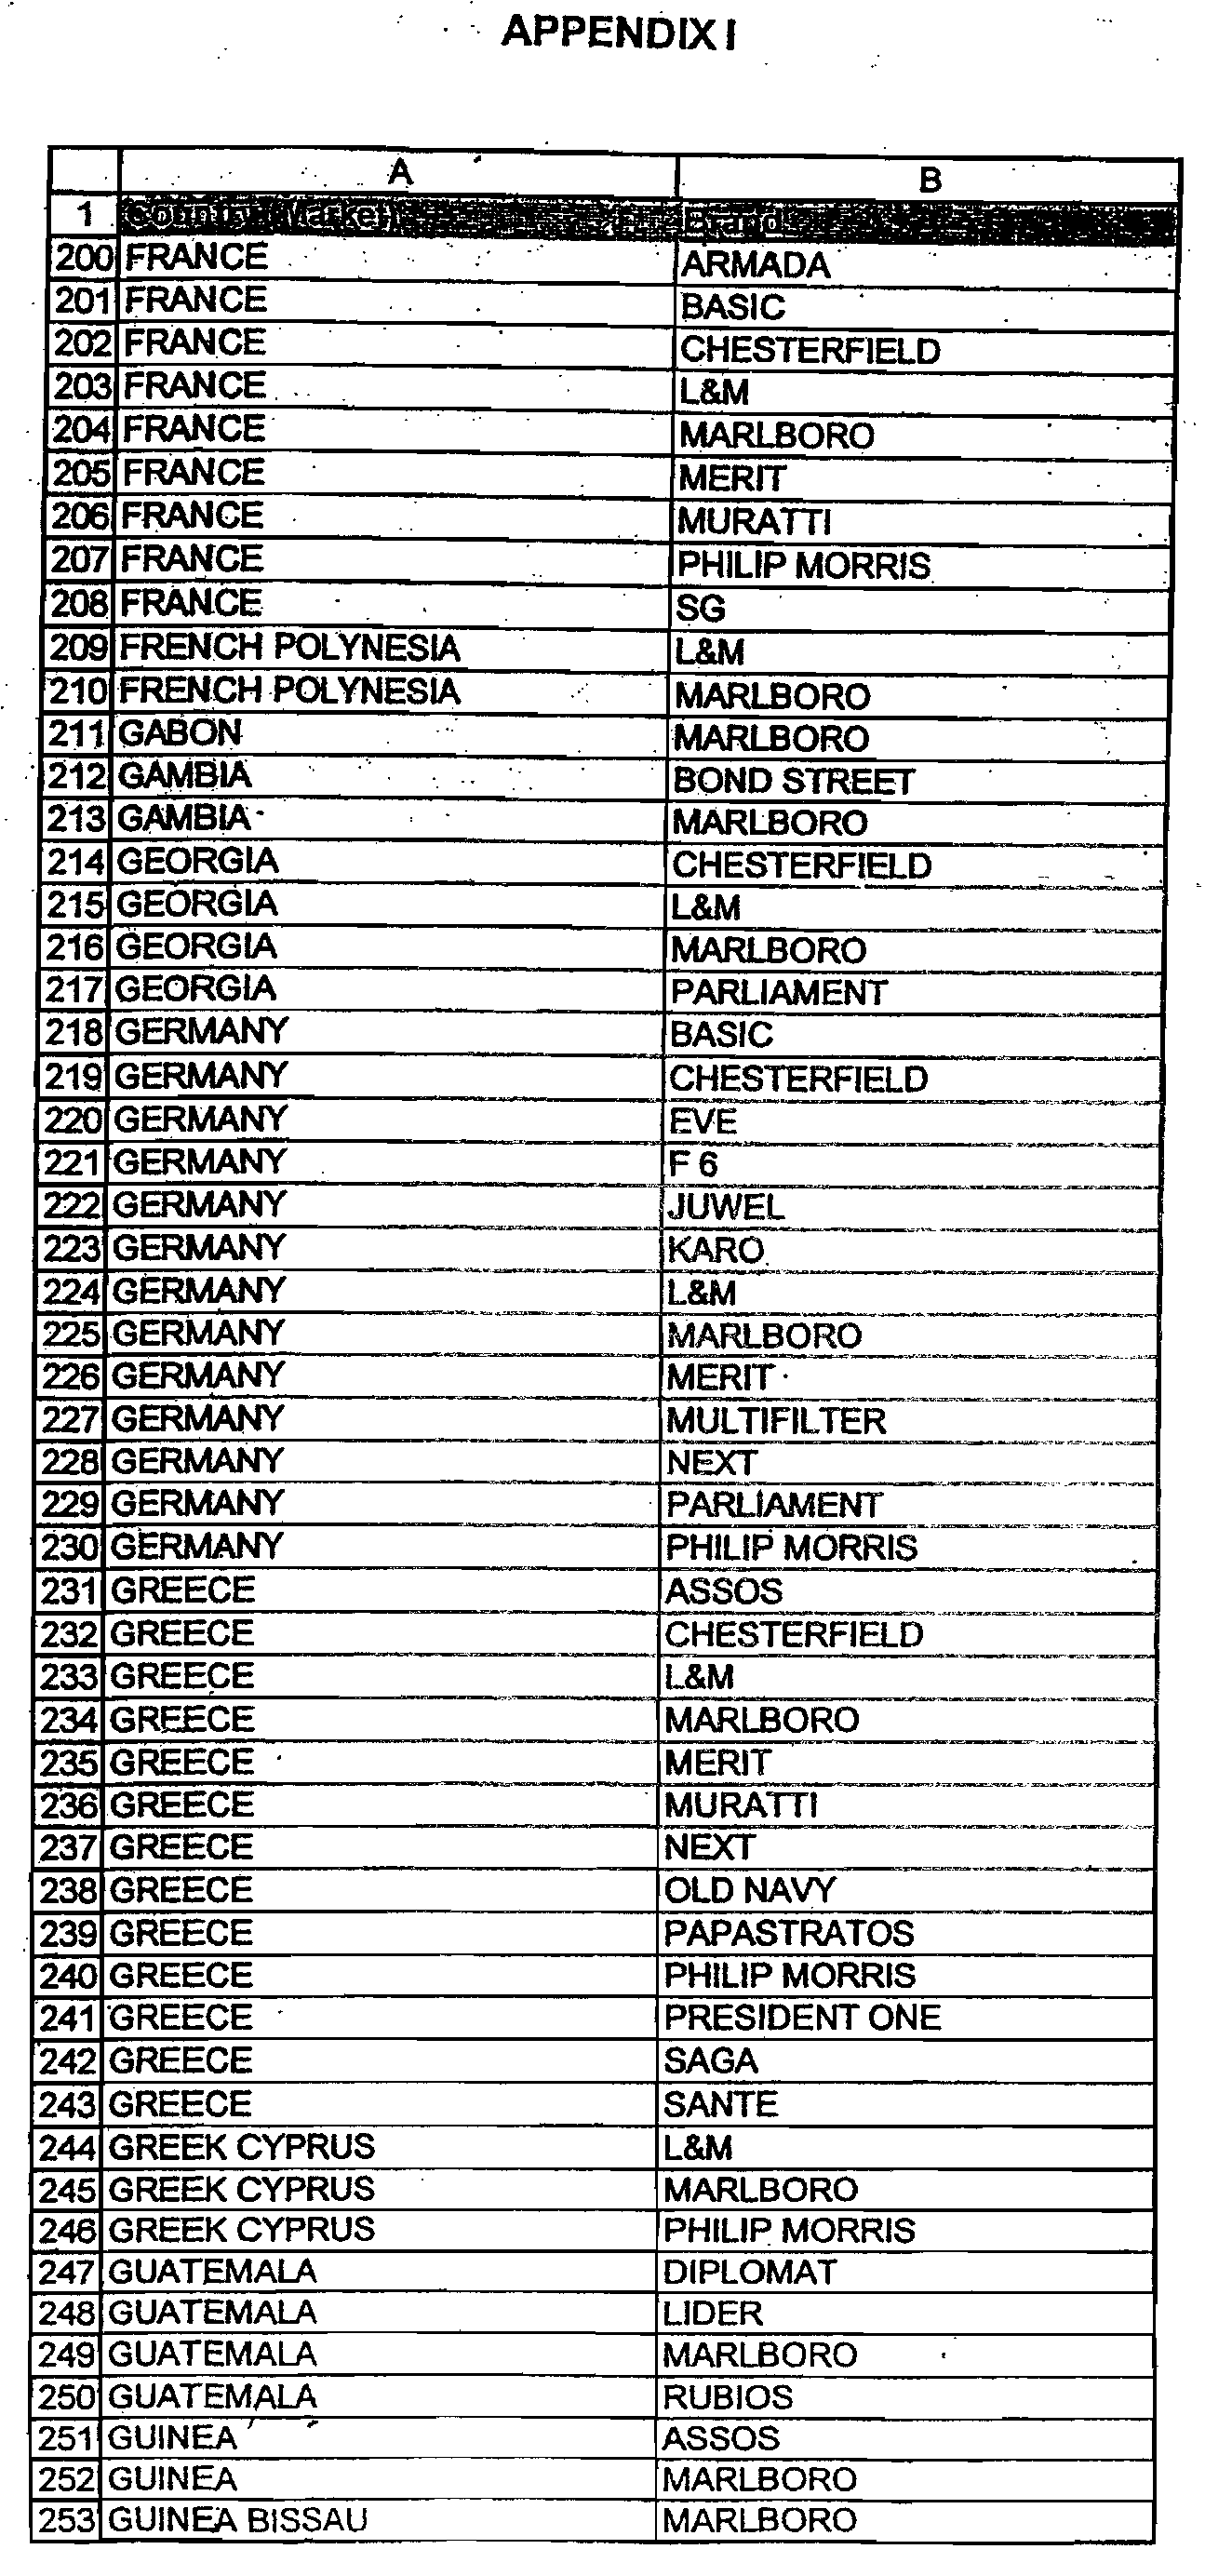 APPENDIX I
A B
1 Country (Market) Brand
200 FRANCE ARMADA
201 FRANCE BASIC
202 FRANCE CHESTERFIELD
203 FRANCE L&M
204 FRANCE MARLBORO
205 FRANCE MERIT
206 FRANCE MURATTI
207 FRANCE PHILIP MORRIS
208 FRANCE SG
209 FRENCH POLYNESIA L&M
210 FRENCH POLYNESIA MARLBORO
211 GABON MARLBORO
212 GAMBIA BOND STREET
213 GAMBIA MARLBORO
214 GEORGIA CHESTERFIELD
215 GEORGIA L&M
216 GEORGIA MARLBORO
217 GEORGIA PARLIAMENT
218 GERMANY BASIC
219 GERMANY CHESTERFIELD
220 GERMANY EVE
221 GERMANY F 6
222 GERMANY JUWEL
223 GERMANY KARO
224 GERMANY L&M
225 GERMANY MARLBORO
226 GERMANY MERIT
227 GERMANY MULTIFILTER
228 GERMANY NEXT
229 GERMANY PARLIAMENT
230 GERMANY PHILIP MORRIS
231 GREECE ASSOS
232 GREECE CHESTERFIELD
233 GREECE L&M
234 GREECE MARLBORO
235 GREECE MERIT
236 GREECE MURATTI
237 GREECE NEXT
238 GREECE OLD NAVY
239 GREECE PAPASTRATOS
240 GREECE PHILIP MORRIS
241 GREECE PRESIDENT ONE
242 GREECE SAGA
243 GREECE SANTE
244 GREEK CYPRUS L&M
245 GREEK CYPRUS MARLBORO
246 GREEK CYPRUS PHILIP MORRIS
247 GUATEMALA DIPLOMAT
248 GUATEMALA LIDER
249 GUATEMALA MARLBORO
250 GUATEMALA RUBIOS
251 GUINEA ASSOS
252 GUINEA MARLBORO
253 GUINEA BISSAU MARLBORO